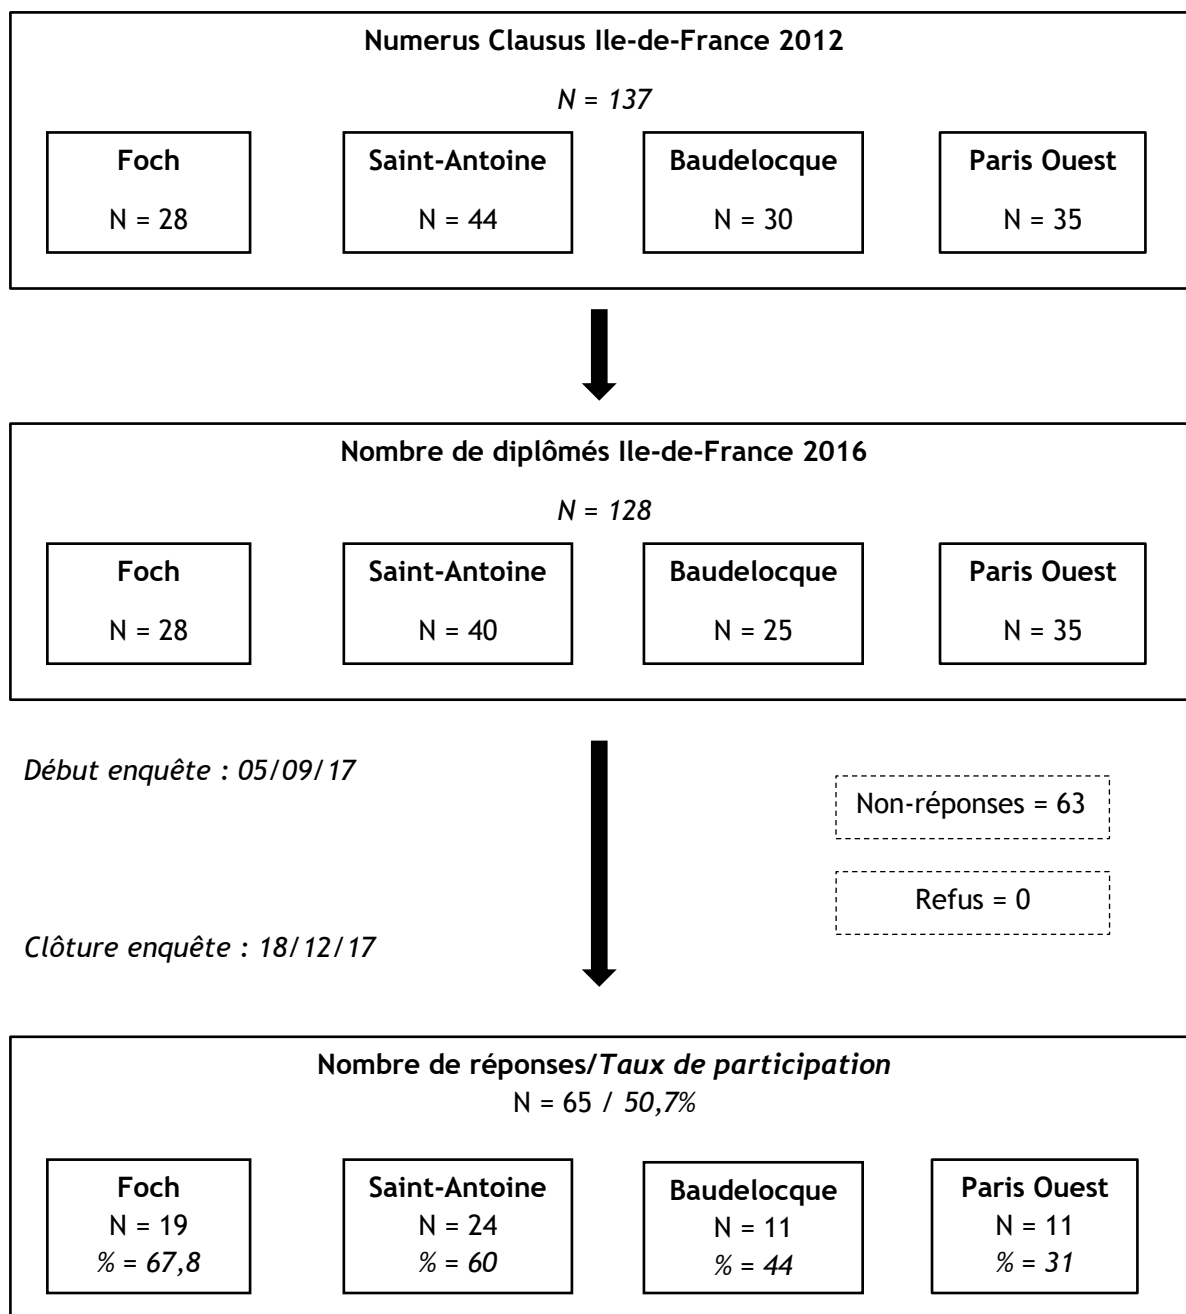 Numerus Clausus Ile-de-France 2012
N = 137
Foch
N = 28
Saint-Antoine
N = 44
Baudelocque
N = 30
Paris Ouest
N = 35
Nombre de diplômés Ile-de-France 2016
N = 128
Foch
N = 28
Saint-Antoine
N = 40
Baudelocque
N = 25
Paris Ouest
N = 35
Début enquête : 05/09/17
Non-réponses = 63
Refus = 0
Clôture enquête : 18/12/17
Nombre de réponses/Taux de participation
N = 65 / 50,7%
Foch
N = 19
% = 67,8
Saint-Antoine
N = 24
% = 60
Baudelocque
N = 11
% = 44
Paris Ouest
N = 11
% = 31